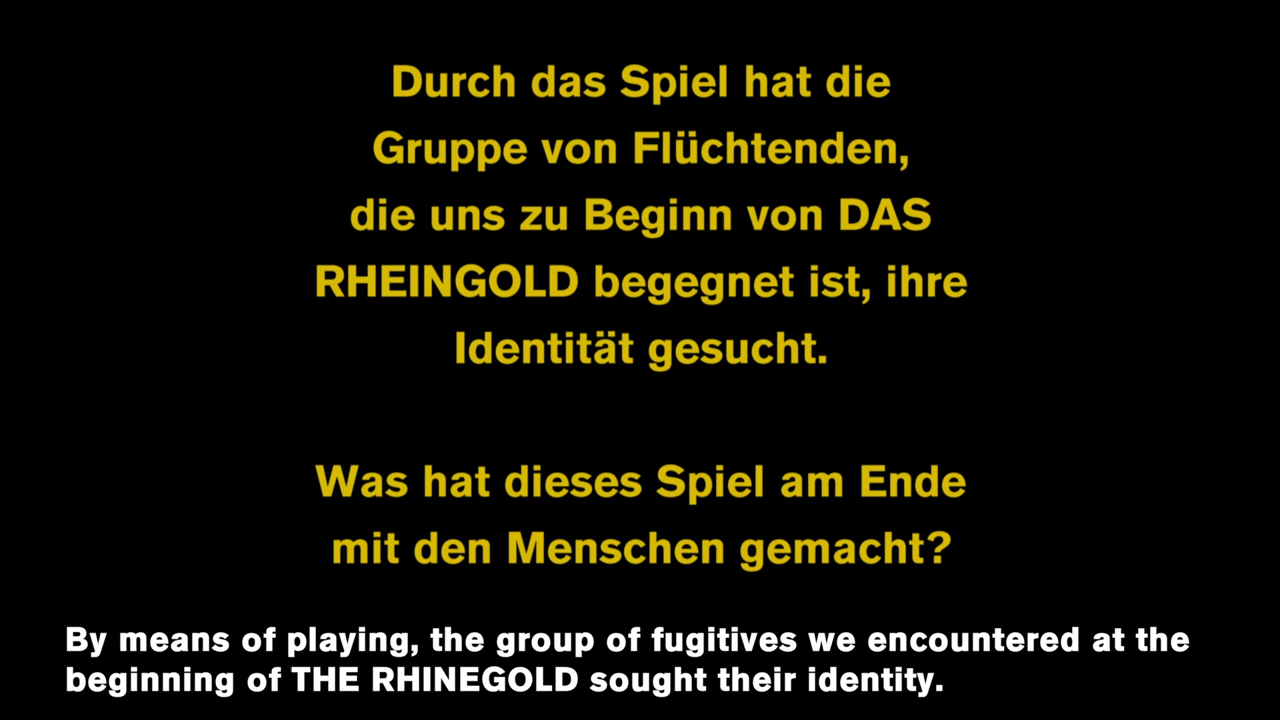 Durch das Spiel hat die
Gruppe von Flüchtenden,
die uns zu Beginn von DAS
RHEINGOLD begegnet ist, ihre
Identität gesucht.
Was hat dieses Spiel am Ende
mit den Menschen gemacht?
By means of playing, the group of fugitives we encountered at the
beginning of THE RHINEGOLD sought their identity.